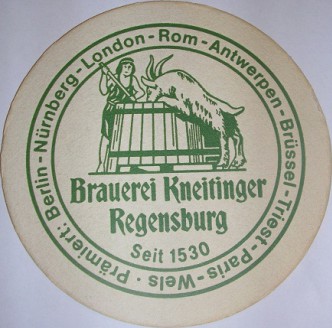 Prämiert: Berlin-Nürnberg-London-Rom-Antwerpen-Brüssel-Triest-Paris-Wels ·
Brauerei Kneitinger
Regensburg
Seit 1530